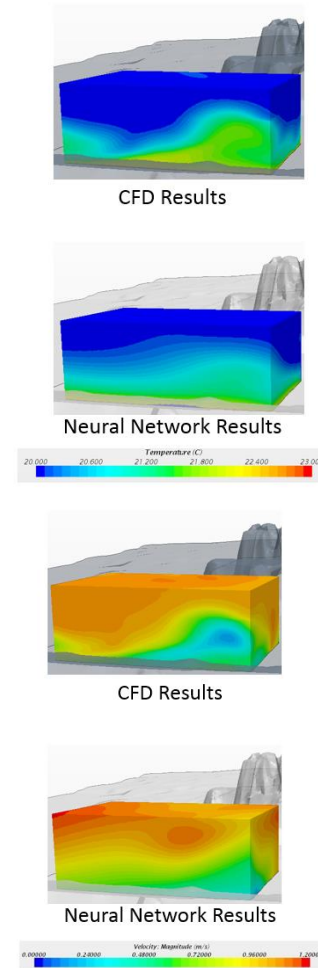 CFD Results
Neural Network Results
Temperature (C)
20.000 20.600 21.200 21.800 22.400 23.00
CFD Results
Neural Network Results
Velocity: Magnitude (m/s)
0.00000 0.24000 0.48000 0.72000 0.96000 1.2000